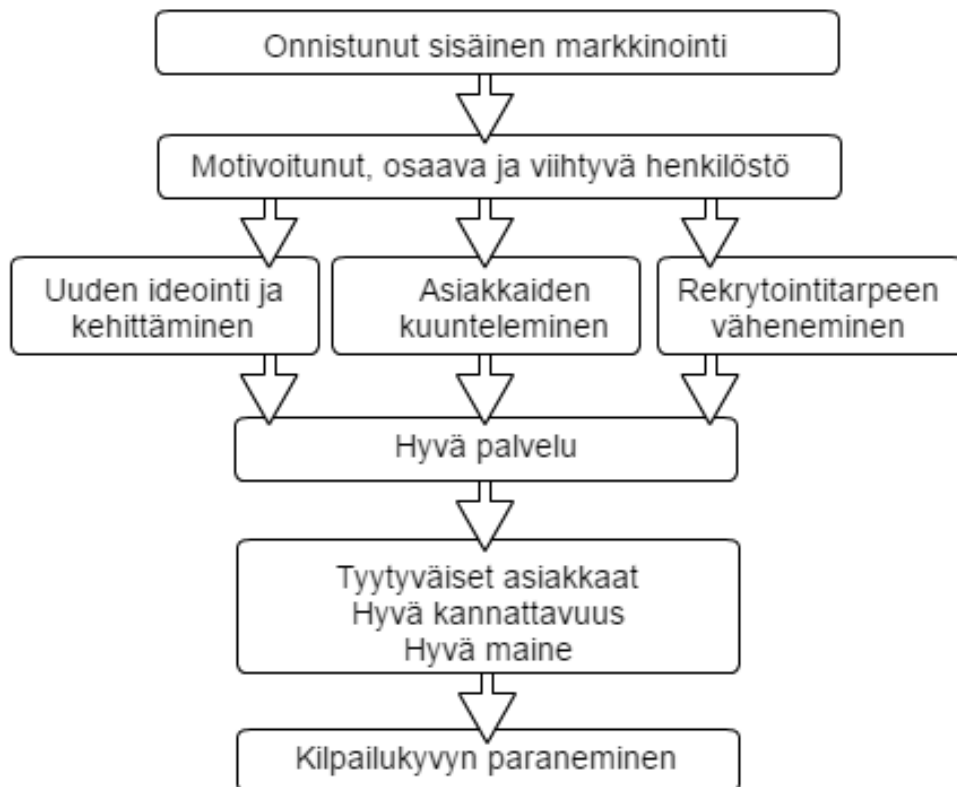 Onnistunut sisäinen markkinointi
Motivoitunut, osaava ja viihtyvä henkilöstö
Uuden ideointi ja
kehittäminen
Asiakkaiden
kuunteleminen
Rekrytointitarpeen
väheneminen
Hyvä palvelu
Tyytyväiset asiakkaat
Hyvä kannattavuus
Hyvä maine
Kilpailukyvyn paraneminen